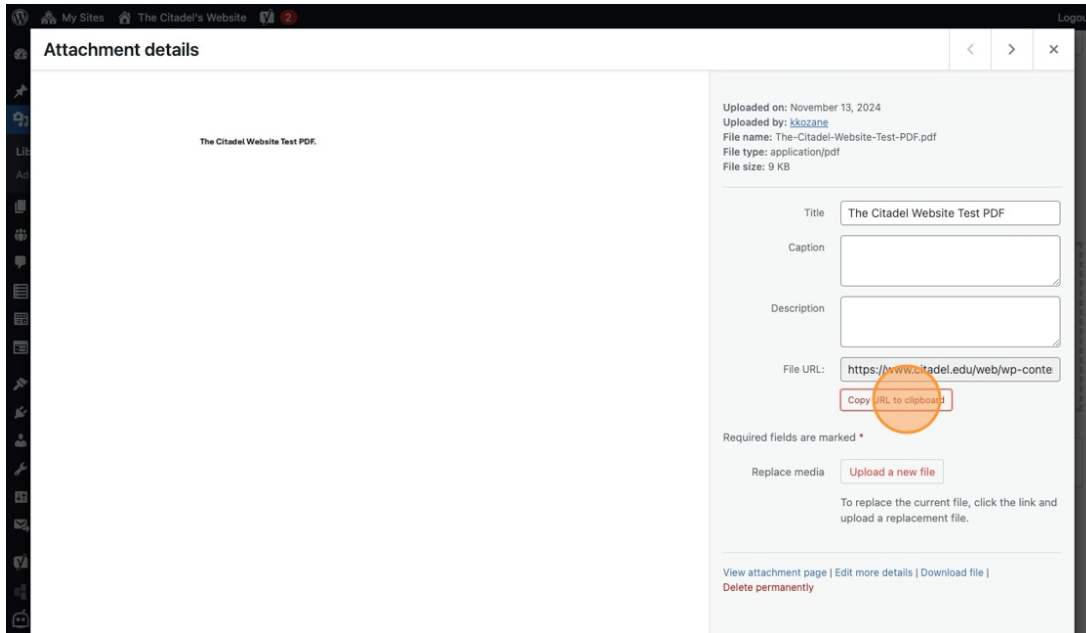 My Sites The Citadel's Website 2 Logou
Attachment details
The Citadel Website Test PDF.
Uploaded on: November 13, 2024
Uploaded by: kkozane
File name: The-Citadel-Website-Test-PDF.pdf
File type: application/pdf
File size: 9 KB
Title The Citadel Website Test PDF
Caption
Description
File URL: https://www.citadel.edu/web/wp-conte
Copy URL to clipboard
Required fields are marked *
Replace media Upload a new file
To replace the current file, click the link and
upload a replacement file.
View attachment page | Edit more details | Download file |
Delete permanently
Lib
Ad